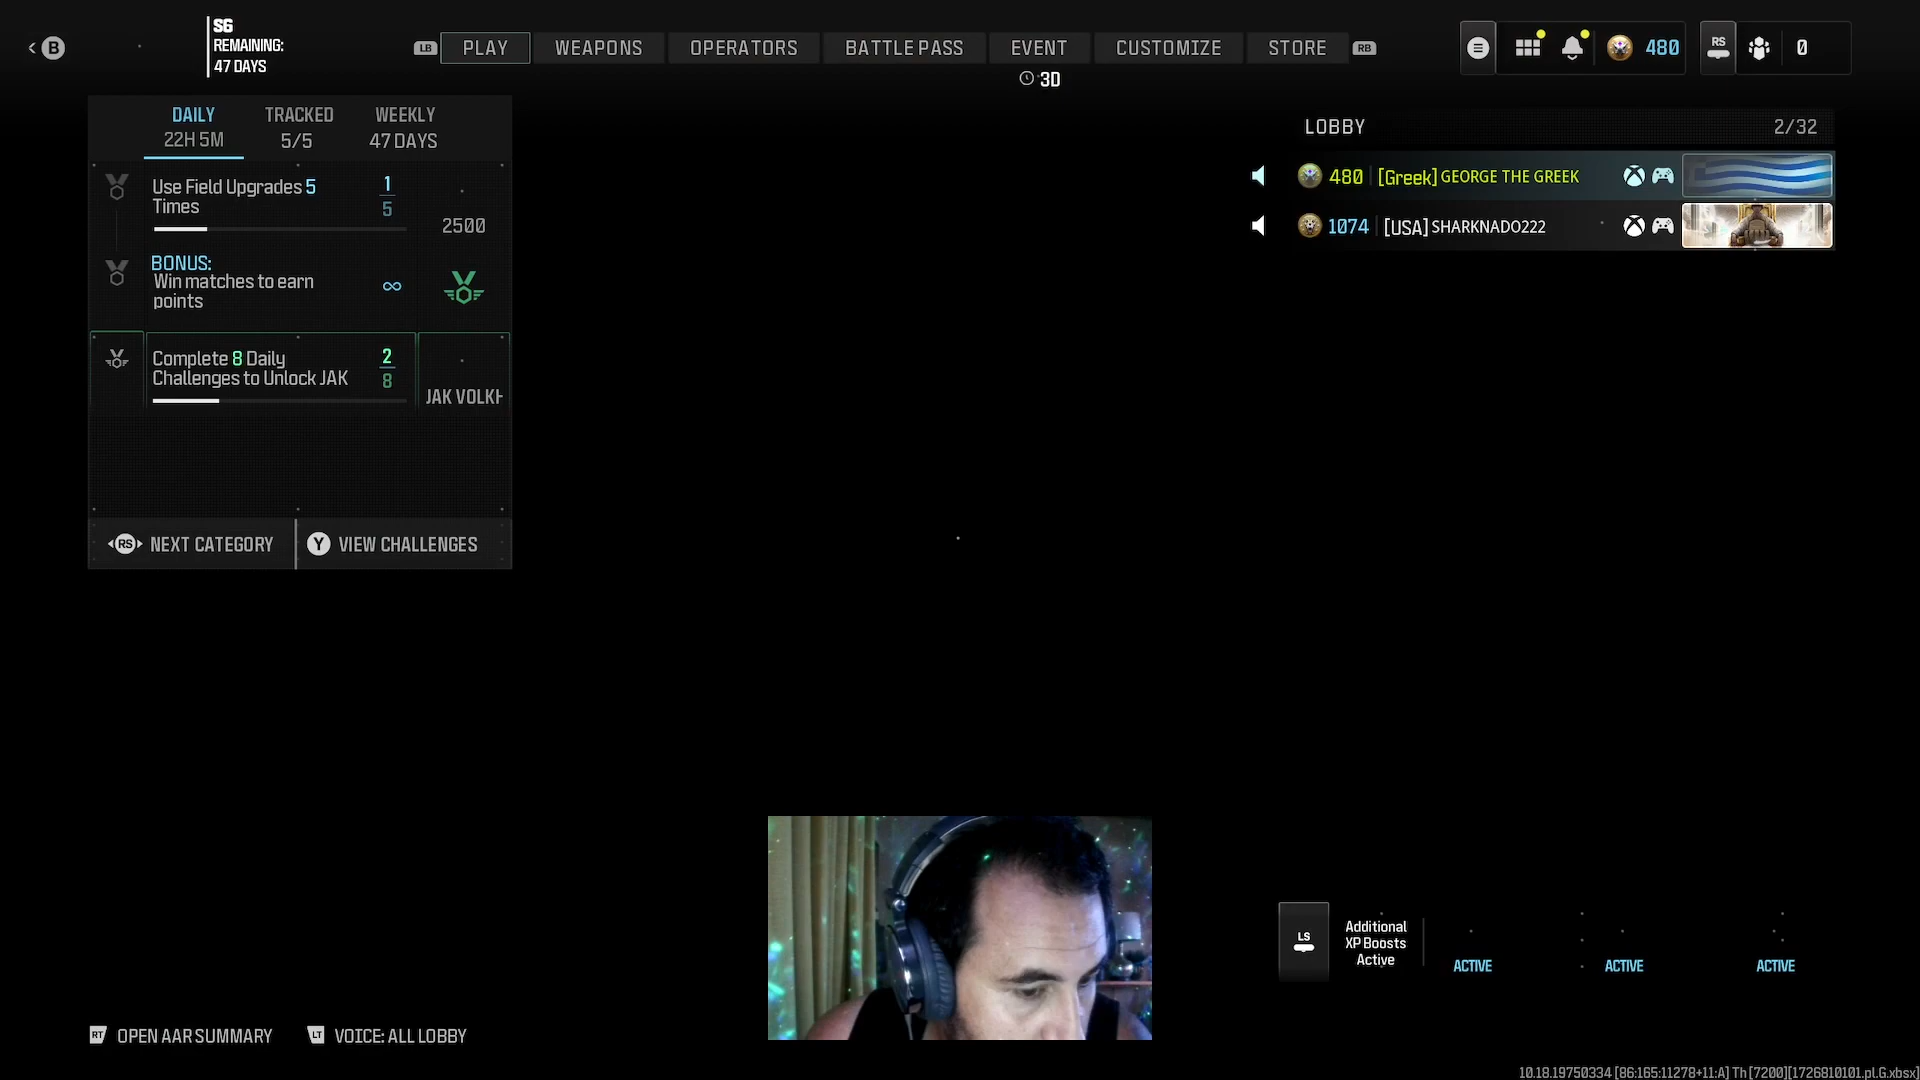 B
S6
REMAINING:
47 DAYS
LB
PLAY
WEAPONS
OPERATORS
BATTLE PASS
EVENT
CUSTOMIZE
STORE
RB
3D
480
RS
0
DAILY
22H 5M
TRACKED
5/5
WEEKLY
47 DAYS
Use Field Upgrades 5
Times
1
5
2500
BONUS:
Win matches to earn
points
∞
Complete 8 Daily
Challenges to Unlock JAK
2
8
JAK VOLKH
RS NEXT CATEGORY
Y VIEW CHALLENGES
LOBBY
2/32
480 [Greek] GEORGE THE GREEK
1074 [USA] SHARKNADO222
LS
Additional
XP Boosts
Active
ACTIVE
ACTIVE
ACTIVE
RT OPEN AAR SUMMARY
LT VOICE: ALL LOBBY
10.18.19750334 [86:165:11278+11:A] Th [7200][1726810101.pl.G.xbsx]